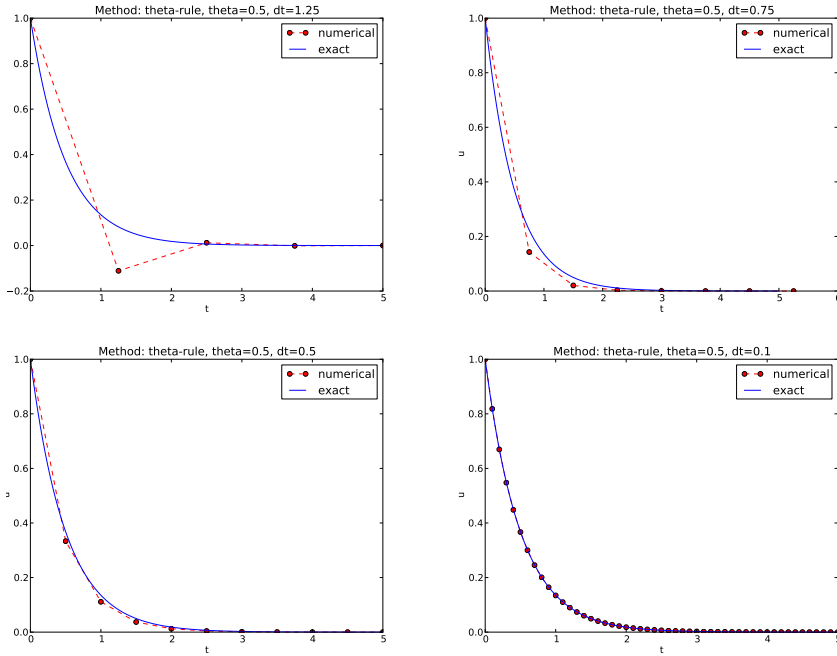 Method: theta-rule, theta=0.5, dt=1.25
numerical
exact
1.0
0.8
0.6
0.4
0.2
0.0
−0.2
0 1 2 3 4 5
t
Method: theta-rule, theta=0.5, dt=0.75
numerical
exact
1.0
0.8
0.6
0.4
0.2
0.0
u
0 1 2 3 4 5 6
t
Method: theta-rule, theta=0.5, dt=0.5
numerical
exact
1.0
0.8
0.6
0.4
0.2
0.0
u
0 1 2 3 4 5
t
Method: theta-rule, theta=0.5, dt=0.1
numerical
exact
1.0
0.8
0.6
0.4
0.2
0.0
u
0 1 2 3 4 5
t